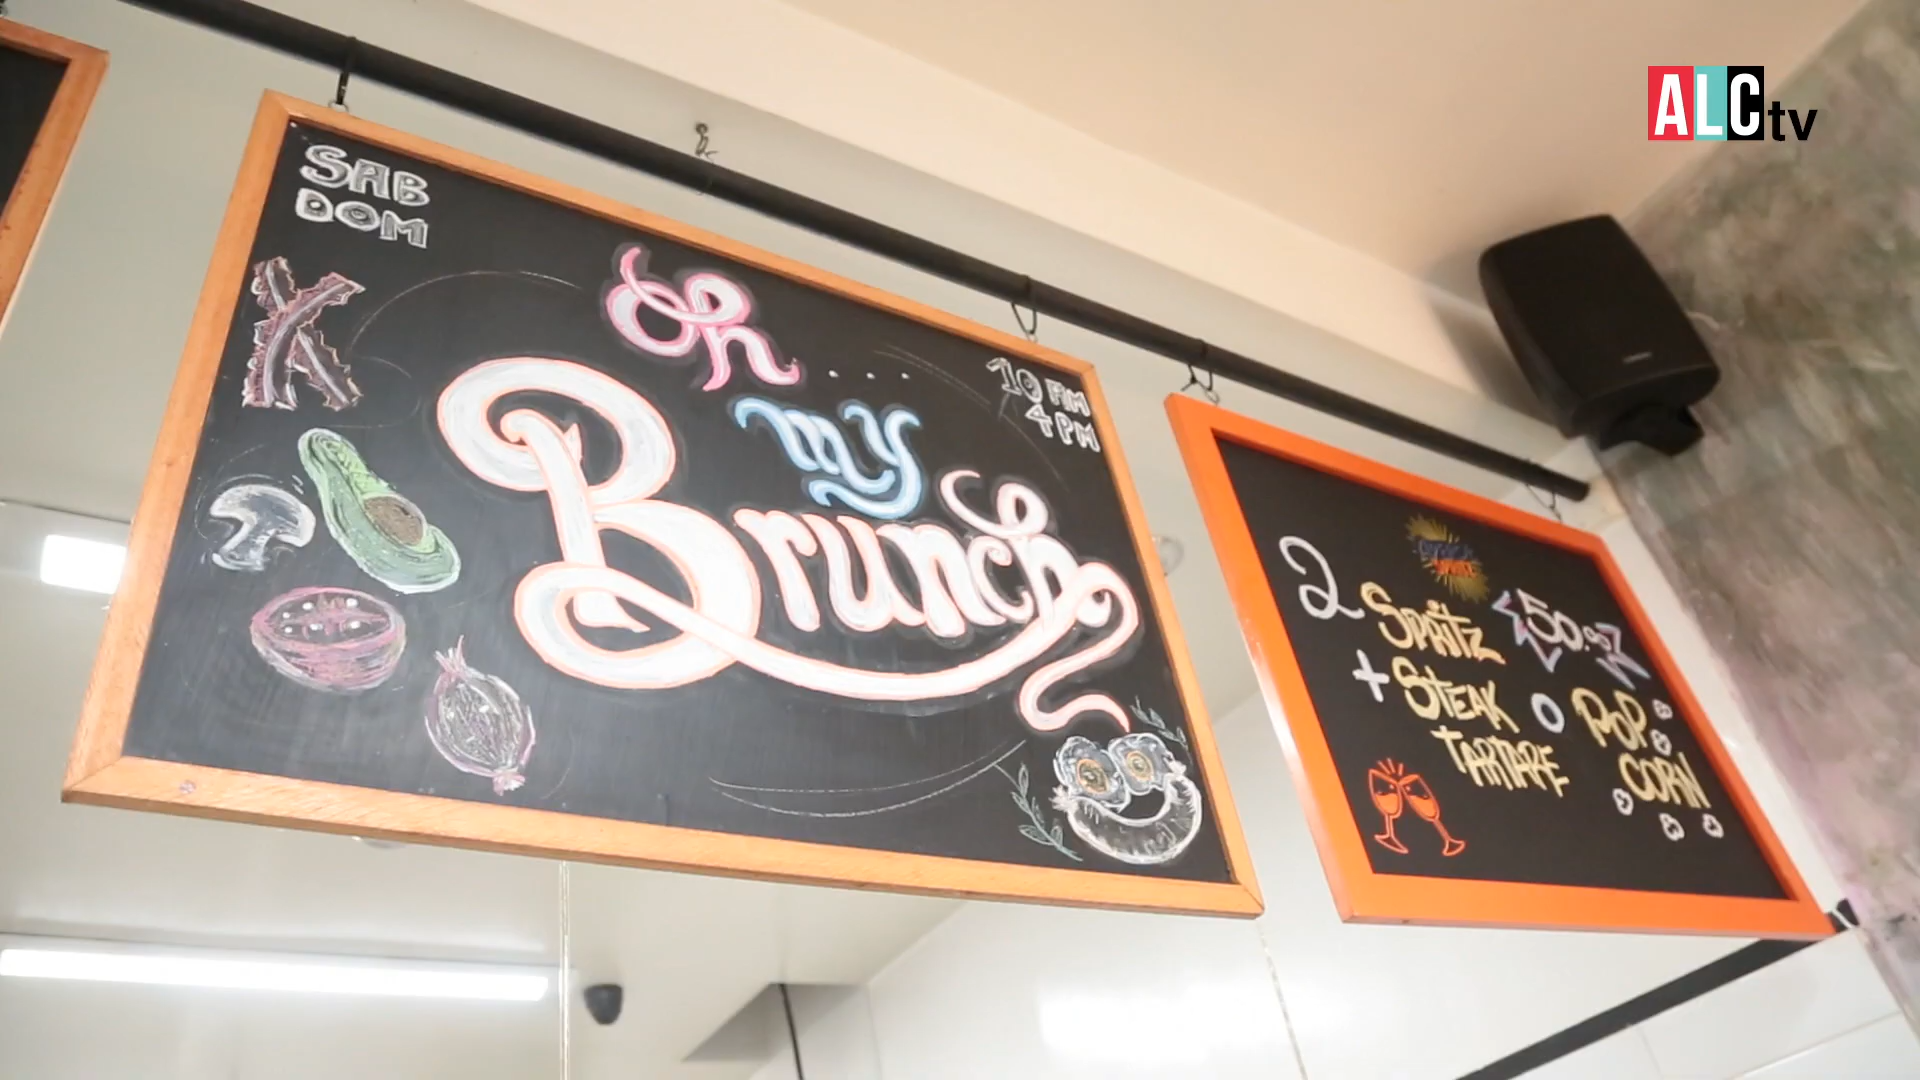 SAB
DOM
Oh....
my
Brunch
10 AM
4 PM
2 Spritz
+ Steak
Tartare
50.00
O Pop
Corn
ALCtv